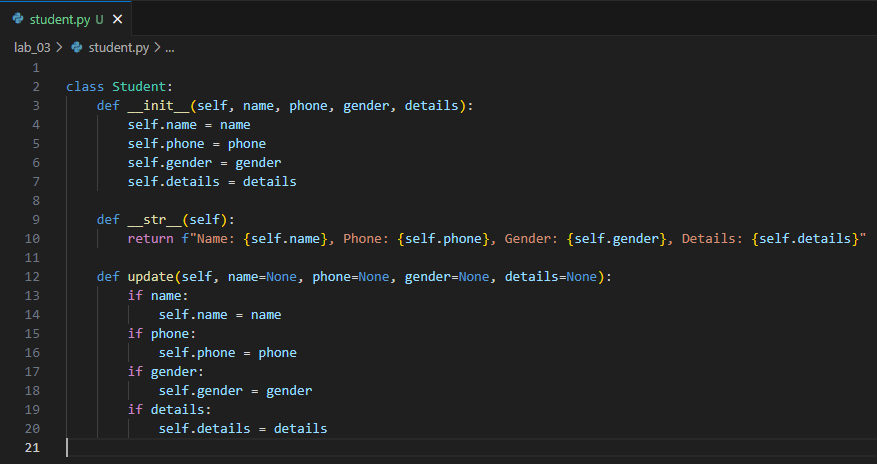 student.py U ×
lab_03 > student.py > ...
1
2 class Student:
3     def __init__(self, name, phone, gender, details):
4         self.name = name
5         self.phone = phone
6         self.gender = gender
7         self.details = details
8
9     def __str__(self):
10         return f"Name: {self.name}, Phone: {self.phone}, Gender: {self.gender}, Details: {self.details}"
11
12     def update(self, name=None, phone=None, gender=None, details=None):
13         if name:
14             self.name = name
15         if phone:
16             self.phone = phone
17         if gender:
18             self.gender = gender
19         if details:
20             self.details = details
21